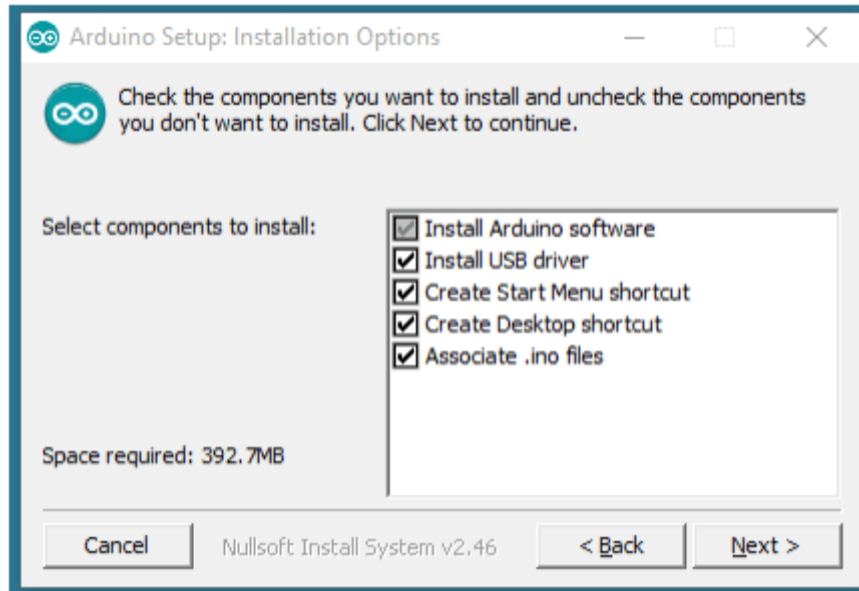 Arduino Setup: Installation Options
Check the components you want to install and uncheck the components
you don't want to install. Click Next to continue.
Select components to install:
Install Arduino software
Install USB driver
Create Start Menu shortcut
Create Desktop shortcut
Associate .ino files
Space required: 392.7MB
Cancel
Nullsoft Install System v2.46
< Back
Next >